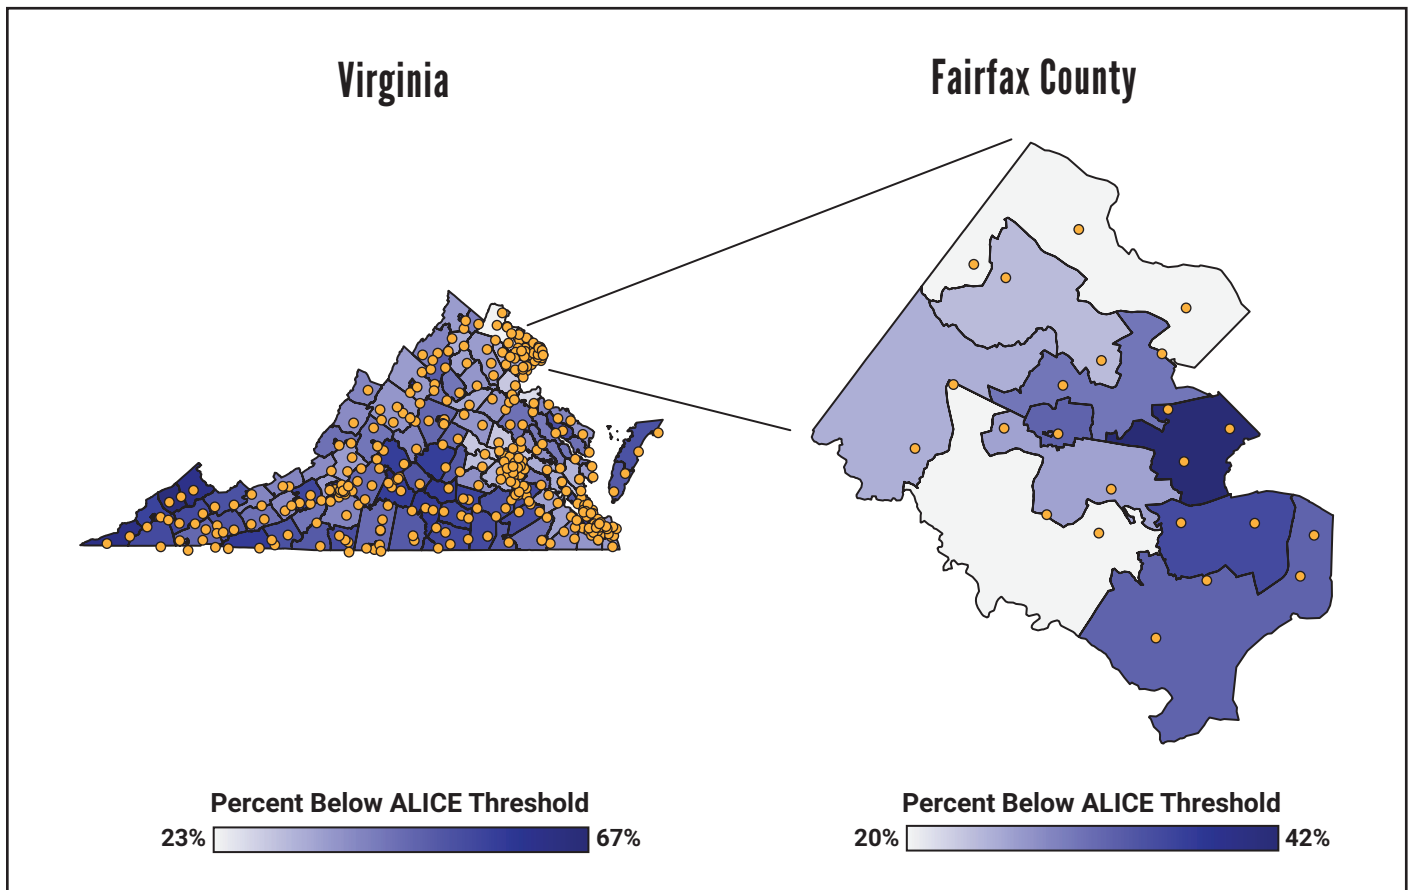 Virginia
Fairfax County
Percent Below ALICE Threshold
23% 67%
Percent Below ALICE Threshold
20% 42%